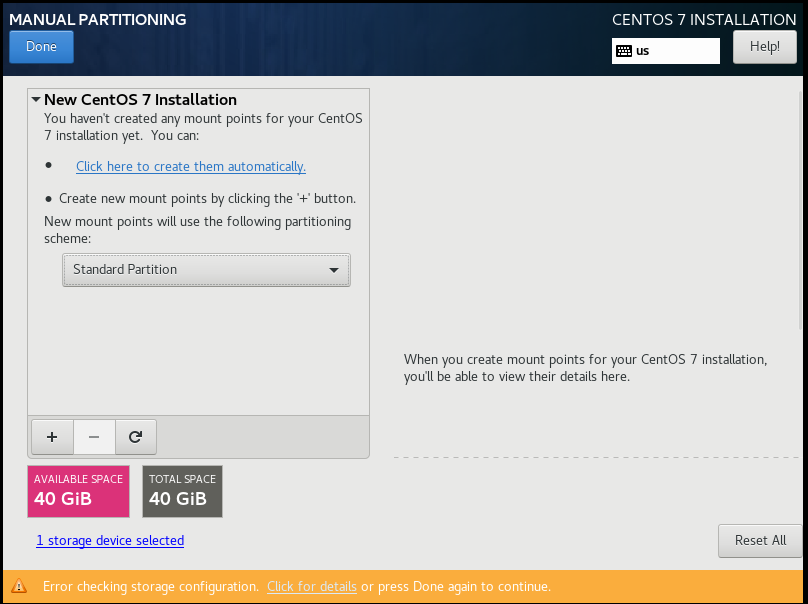 MANUAL PARTITIONING
CENTOS 7 INSTALLATION
Done
us
Help!
New CentOS 7 Installation
You haven't created any mount points for your CentOS
7 installation yet.  You can:
• Click here to create them automatically.
• Create new mount points by clicking the '+' button.
New mount points will use the following partitioning
scheme:
Standard Partition
When you create mount points for your CentOS 7 installation,
you'll be able to view their details here.
+ −
AVAILABLE SPACE
40 GiB
TOTAL SPACE
40 GiB
1 storage device selected
Reset All
Error checking storage configuration.  Click for details or press Done again to continue.